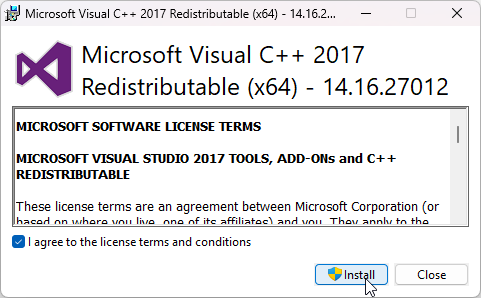 Microsoft Visual C++ 2017 Redistributable (x64) - 14.16.2...
Microsoft Visual C++ 2017
Redistributable (x64) - 14.16.27012
MICROSOFT SOFTWARE LICENSE TERMS
MICROSOFT VISUAL STUDIO 2017 TOOLS, ADD-ONs and C++
REDISTRIBUTABLE
These license terms are an agreement between Microsoft Corporation (or
based on where you live, one of its affiliates) and you. They apply to the
I agree to the license terms and conditions
Install
Close